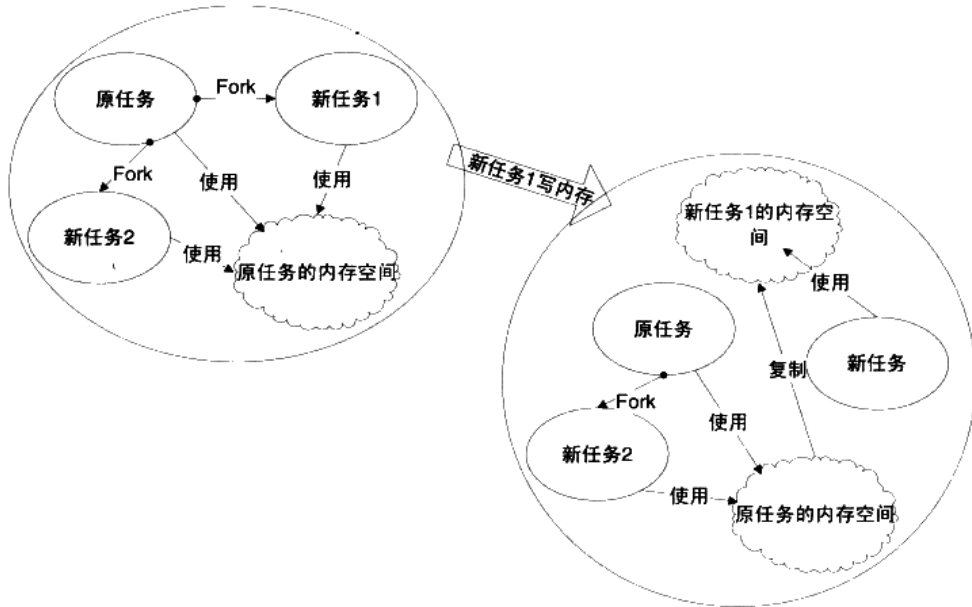 原任务
Fork
新任务1
Fork
使用
使用
新任务2
使用
原任务的内存空间
新任务1写内存
新任务1的内存空
间
使用
原任务
复制
新任务
Fork
使用
新任务2
使用
原任务的内存空间